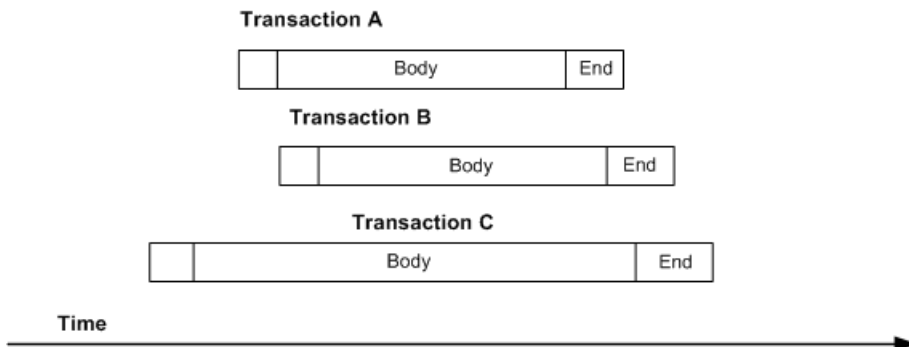 Transaction A
Body End
Transaction B
Body End
Transaction C
Body End
Time